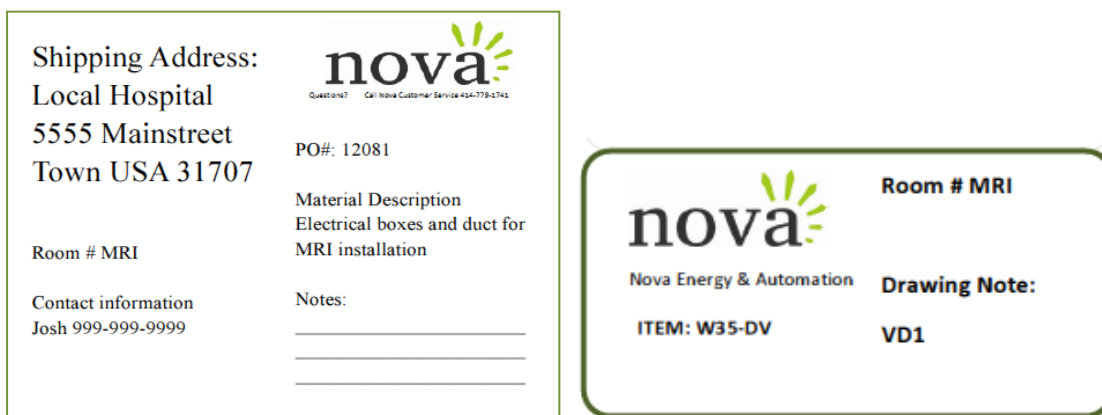 Shipping Address:
Local Hospital
5555 Mainstreet
Town USA 31707
Room # MRI
Contact information
Josh 999-999-9999
nova
Questions? Call Nova Customer Service 414-779-1741
PO#: 12081
Material Description
Electrical boxes and duct for
MRI installation
Notes:
nova
Nova Energy & Automation
ITEM: W35-DV
Room # MRI
Drawing Note:
VD1